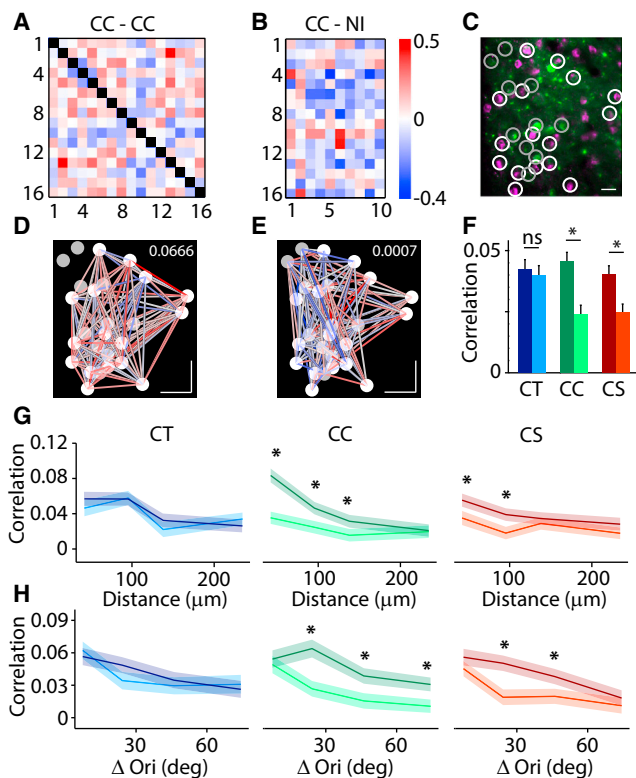 A CC - CC
B CC - NI
C
1
4
8
12
16
1 4 8 12 16
1
4
8
12
16
1 5 10
0.5
0
-0.4
D 0.0666
E 0.0007
F
Correlation
0.05
0
ns
*
*
CT CC CS
G CT CC CS
Correlation
0.12
0.08
0.04
0
* * *
* *
100 200
100 200
100 200
Distance (µm) Distance (µm) Distance (µm)
H
Correlation
0.09
0.06
0.03
0
* * *
* *
30 60
30 60
30 60
Δ Ori (deg) Δ Ori (deg) Δ Ori (deg)